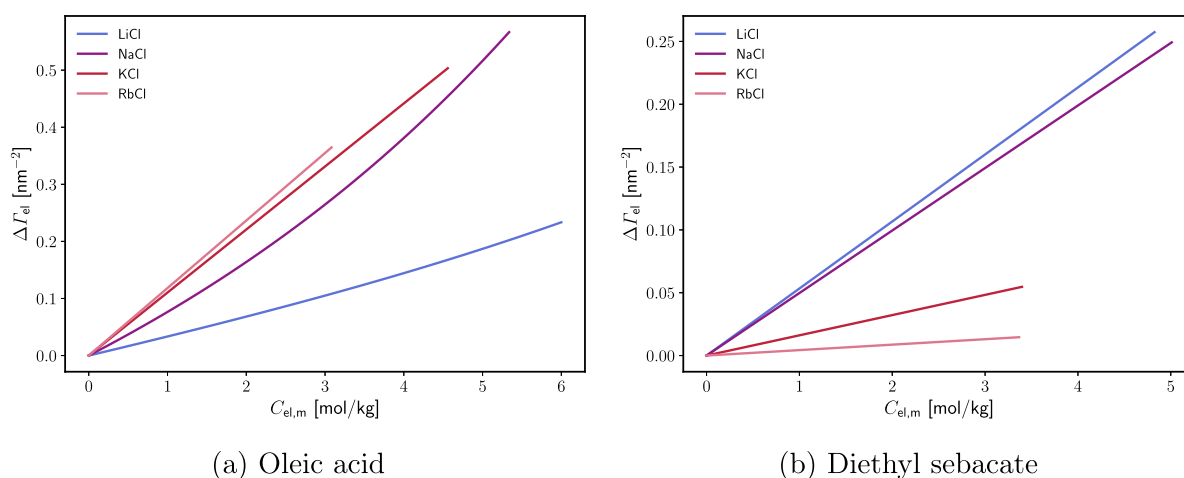 LiCl
NaCl
KCl
RbCl
0.5
0.4
0.3
0.2
0.1
0.0
ΔΓel [nm−2]
0 1 2 3 4 5 6
Cel,m [mol/kg]
(a) Oleic acid
LiCl
NaCl
KCl
RbCl
0.25
0.20
0.15
0.10
0.05
0.00
ΔΓel [nm−2]
0 1 2 3 4 5
Cel,m [mol/kg]
(b) Diethyl sebacate